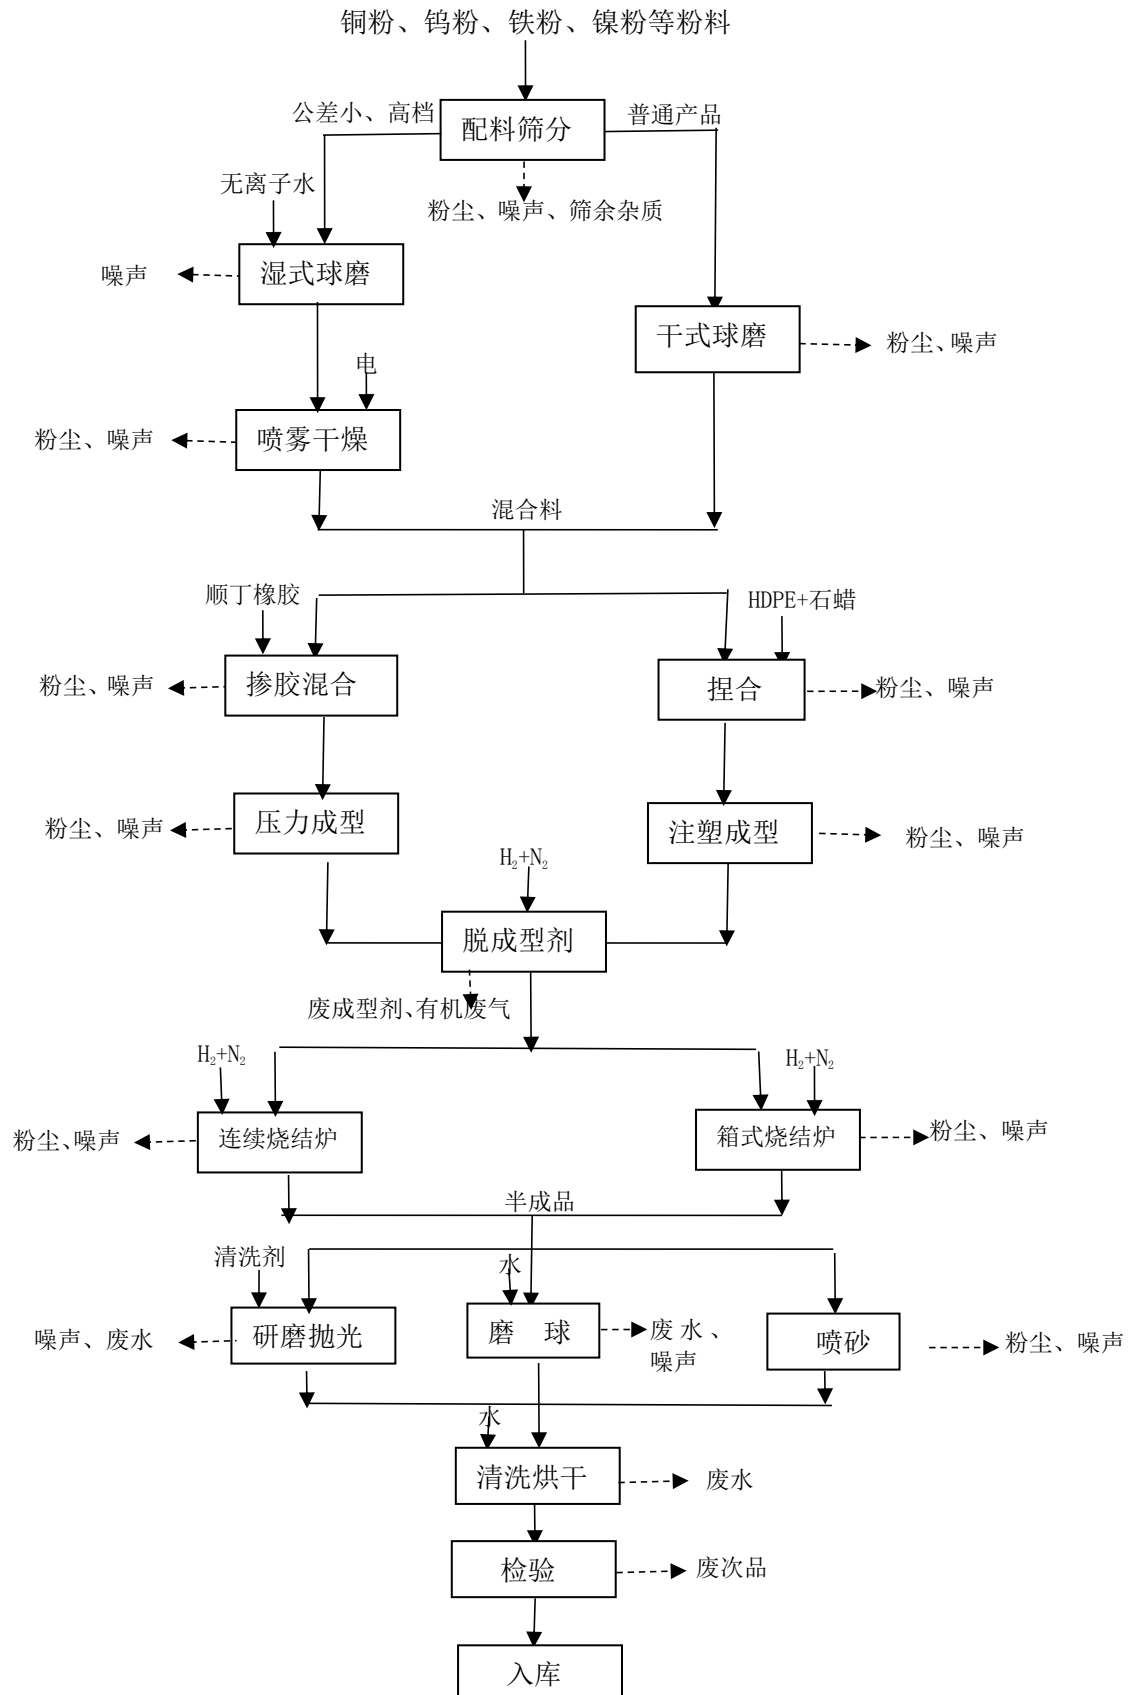 铜粉、钨粉、铁粉、镍粉等粉料
公差小、高档
配料筛分
普通产品
无离子水
粉尘、噪声、筛余杂质
噪声
湿式球磨
干式球磨
粉尘、噪声
电
粉尘、噪声
喷雾干燥
混合料
顺丁橡胶
HDPE+石蜡
粉尘、噪声
掺胶混合
捏合
粉尘、噪声
粉尘、噪声
压力成型
注塑成型
粉尘、噪声
H₂+N₂
脱成型剂
废成型剂、有机废气
H₂+N₂
H₂+N₂
粉尘、噪声
连续烧结炉
箱式烧结炉
粉尘、噪声
半成品
清洗剂
水
噪声、废水
研磨抛光
磨 球
废 水 、
噪声
喷砂
粉尘、噪声
水
清洗烘干
废水
检验
废次品
入库